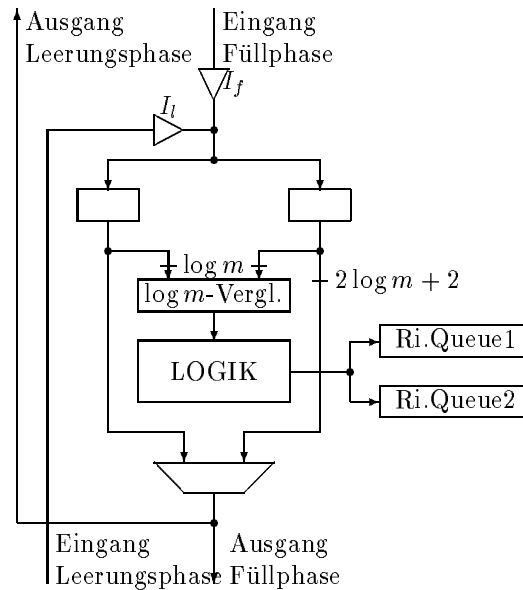 Ausgang
Leerungsphase
Eingang
Füllphase
I_f
I_l
log m
log m-Vergl.
2 log m + 2
LOGIK
Ri.Queue1
Ri.Queue2
Eingang
Leerungsphase
Ausgang
Füllphase